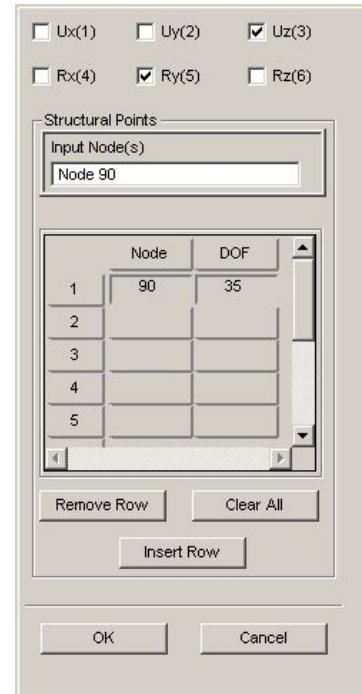 Ux(1) Uy(2) Uz(3)
Rx(4) Ry(5) Rz(6)
Structural Points
Input Node(s)
Node 90
Node DOF
1 90 35
2
3
4
5
Remove Row Clear All
Insert Row
OK Cancel